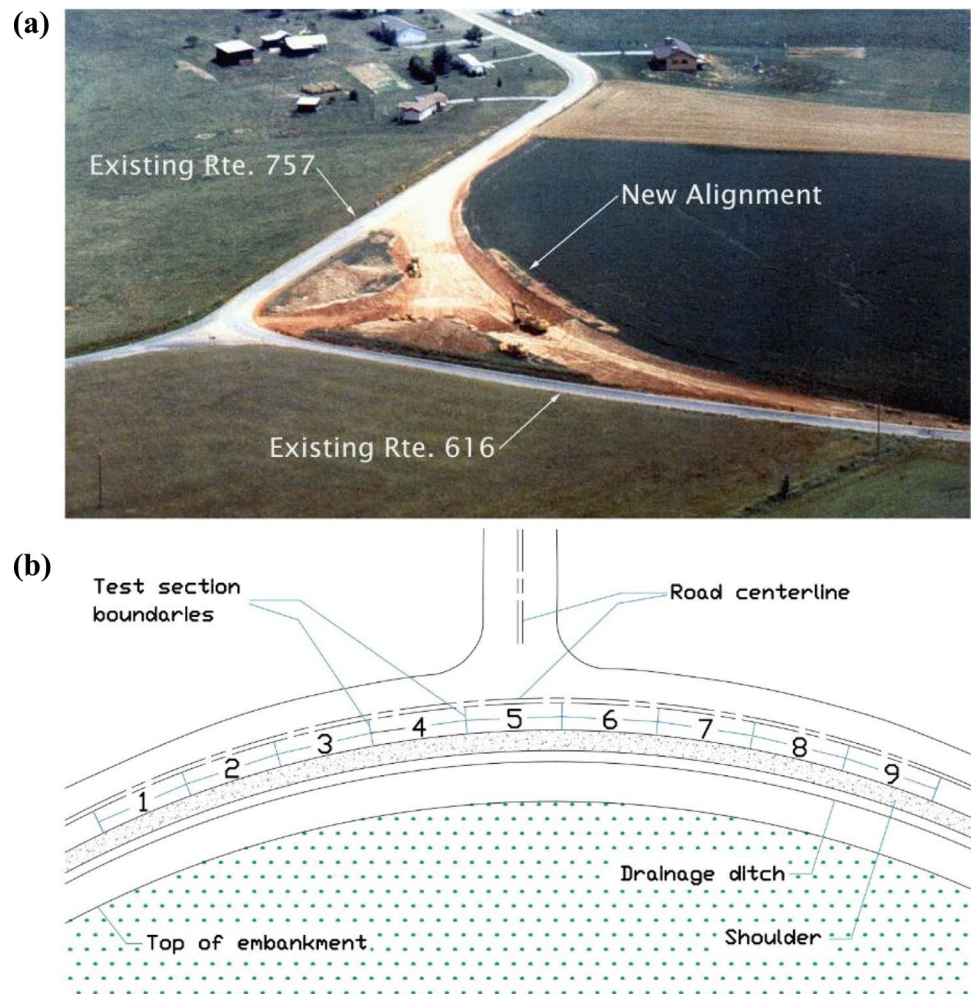 (a)
Existing Rte. 757
New Alignment
Existing Rte. 616
(b)
Test section
boundaries
Road centerline
1
2
3
4
5
6
7
8
9
Drainage ditch
Top of embankment
Shoulder